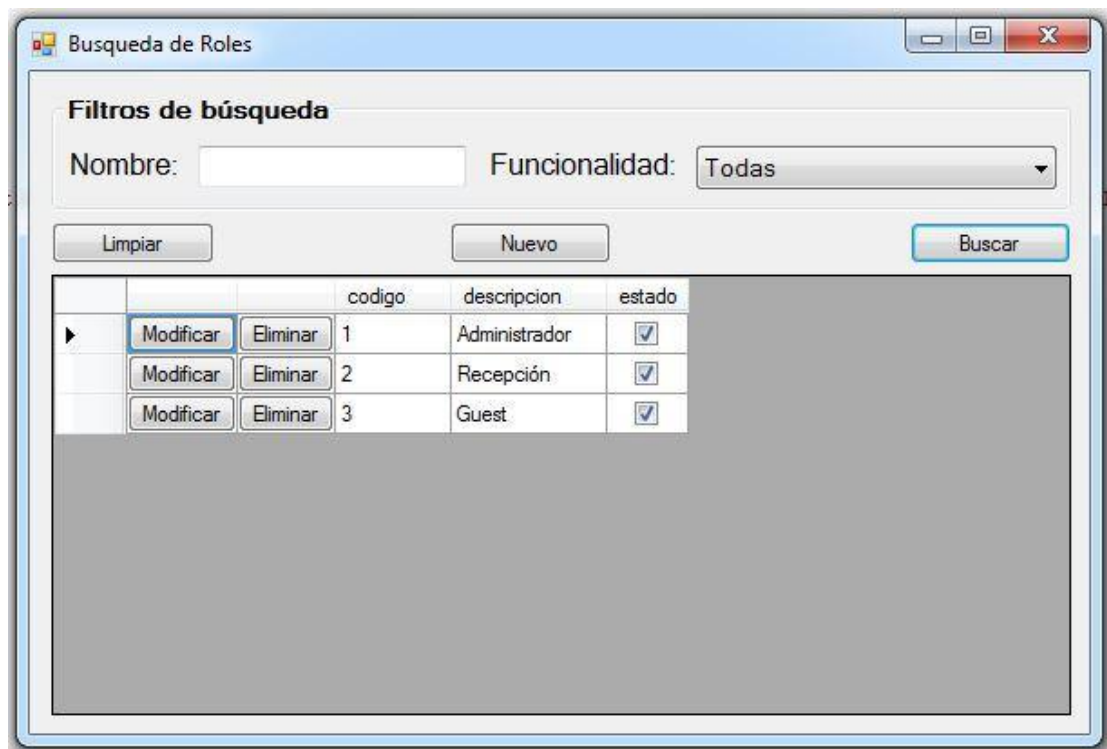 Busqueda de Roles
Filtros de búsqueda
Nombre: Funcionalidad: Todas
Limpiar Nuevo Buscar
codigo descripcion estado
Modificar Eliminar 1 Administrador
Modificar Eliminar 2 Recepción
Modificar Eliminar 3 Guest